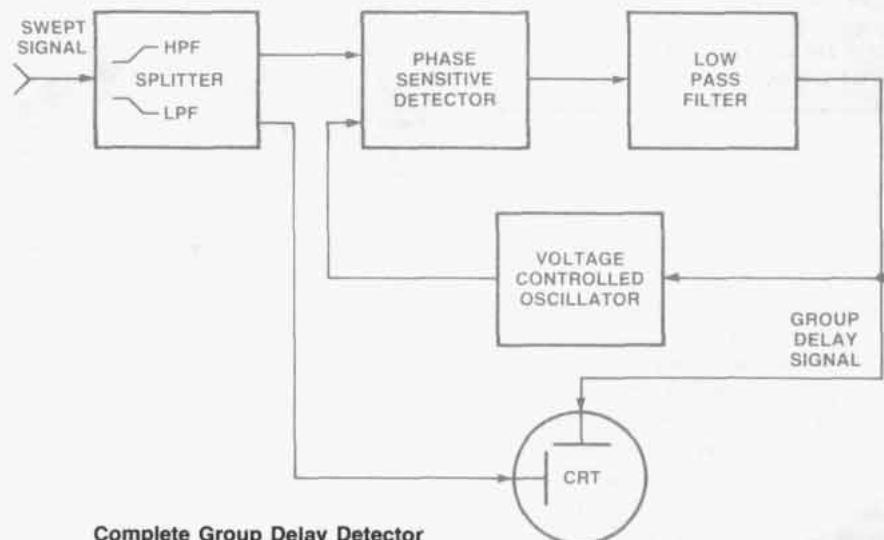 SWEPT
SIGNAL
HPF
SPLITTER
LPF
PHASE
SENSITIVE
DETECTOR
LOW
PASS
FILTER
VOLTAGE
CONTROLLED
OSCILLATOR
GROUP
DELAY
SIGNAL
CRT
Complete Group Delay Detector